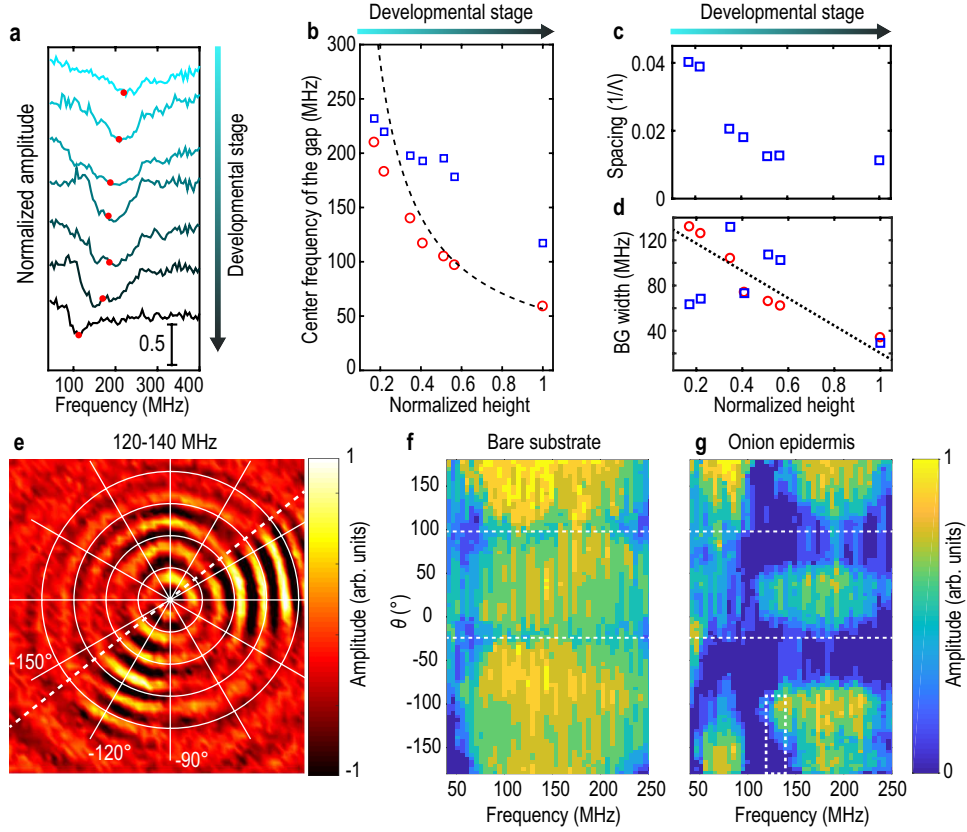 a
Normalized amplitude
0.5
40 100 200 300 400
Frequency (MHz)
Developmental stage
Developmental stage
b
Center frequency of the gap (MHz)
300
250
200
150
100
50
0
0.2 0.4 0.6 0.8 1
Normalized height
Developmental stage
c
Spacing (1/Λ)
0.04
0.02
0
d
BG width (MHz)
120
80
40
0.2 0.4 0.6 0.8 1
Normalized height
e
120-140 MHz
-150°
-120°
-90°
1
-1
Amplitude (arb. units)
f
Bare substrate
θ (°)
150
100
50
0
-50
-100
-150
50 100 150 200 250
Frequency (MHz)
g
Onion epidermis
50 100 150 200 250
Frequency (MHz)
1
0
Amplitude (arb. units)